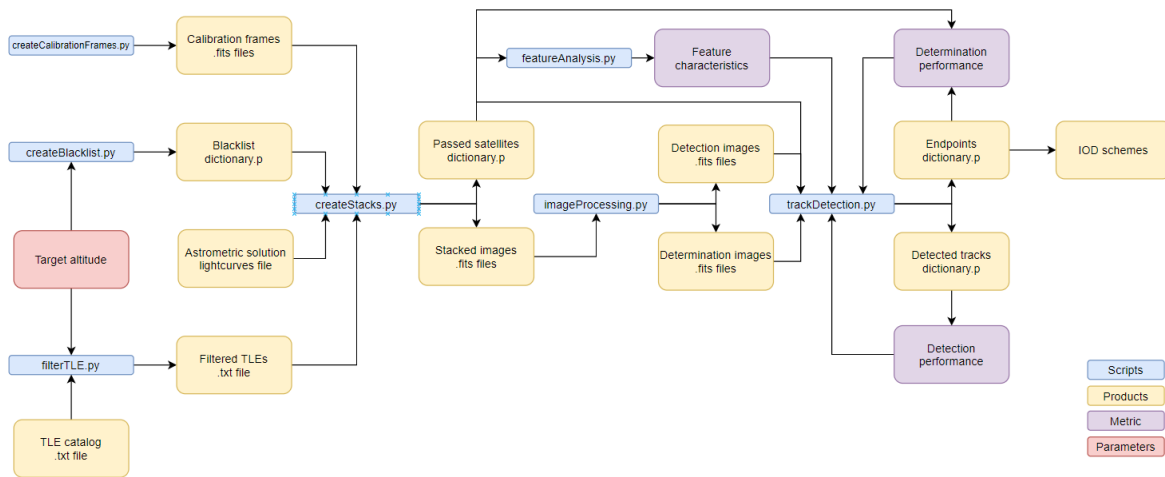 createCalibrationFrames.py
Calibration frames
.fits files
featureAnalysis.py
Feature
characteristics
Determination
performance
createBlacklist.py
Blacklist
dictionary.p
Passed satellites
dictionary.p
Detection images
.fits files
Endpoints
dictionary.p
IOD schemes
createStacks.py
imageProcessing.py
trackDetection.py
Target altitude
Astrometric solution
lightcurves file
Stacked images
.fits files
Determination images
.fits files
Detected tracks
dictionary.p
filterTLE.py
Filtered TLEs
.txt file
Detection
performance
TLE catalog
.txt file
Scripts
Products
Metric
Parameters